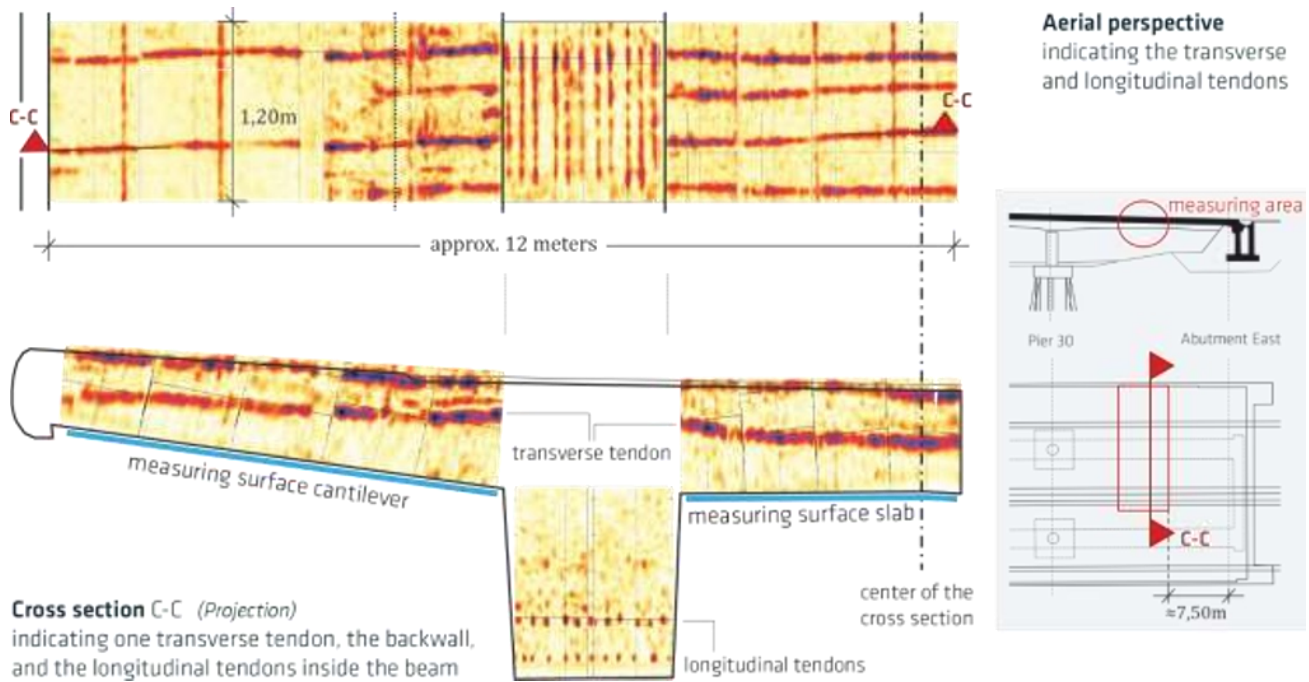 Aerial perspective
indicating the transverse
and longitudinal tendons
C-C
1,20m
C-C
approx. 12 meters
measuring area
Pier 30
Abutment East
C-C
≈7,50m
transverse tendon
measuring surface cantilever
measuring surface slab
center of the
cross section
longitudinal tendons
Cross section C-C (Projection)
indicating one transverse tendon, the backwall,
and the longitudinal tendons inside the beam